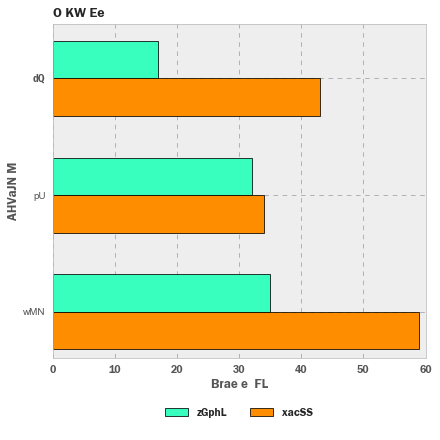 O KW Ee
dQ
pU
wMN
AHVaJN M
0 10 20 30 40 50 60
Brae e FL
zGphL xacSS